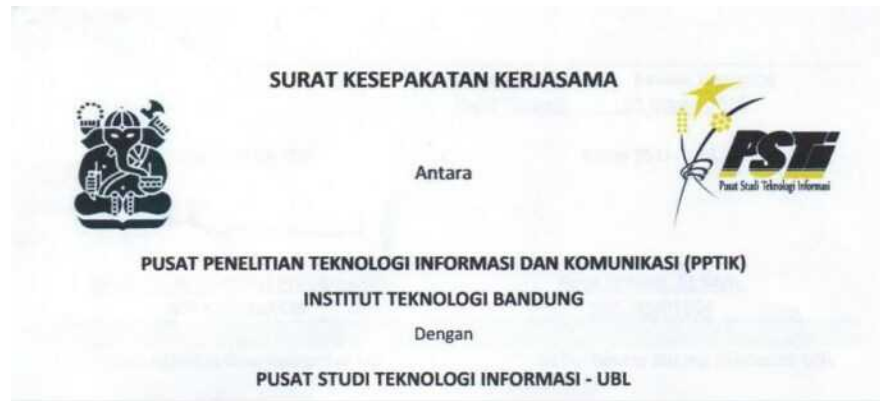 SURAT KESEPAKATAN KERJASAMA
PSTi
Pusat Studi Teknologi Informasi
Antara
PUSAT PENELITIAN TEKNOLOGI INFORMASI DAN KOMUNIKASI (PPTIK)
INSTITUT TEKNOLOGI BANDUNG
Dengan
PUSAT STUDI TEKNOLOGI INFORMASI - UBL